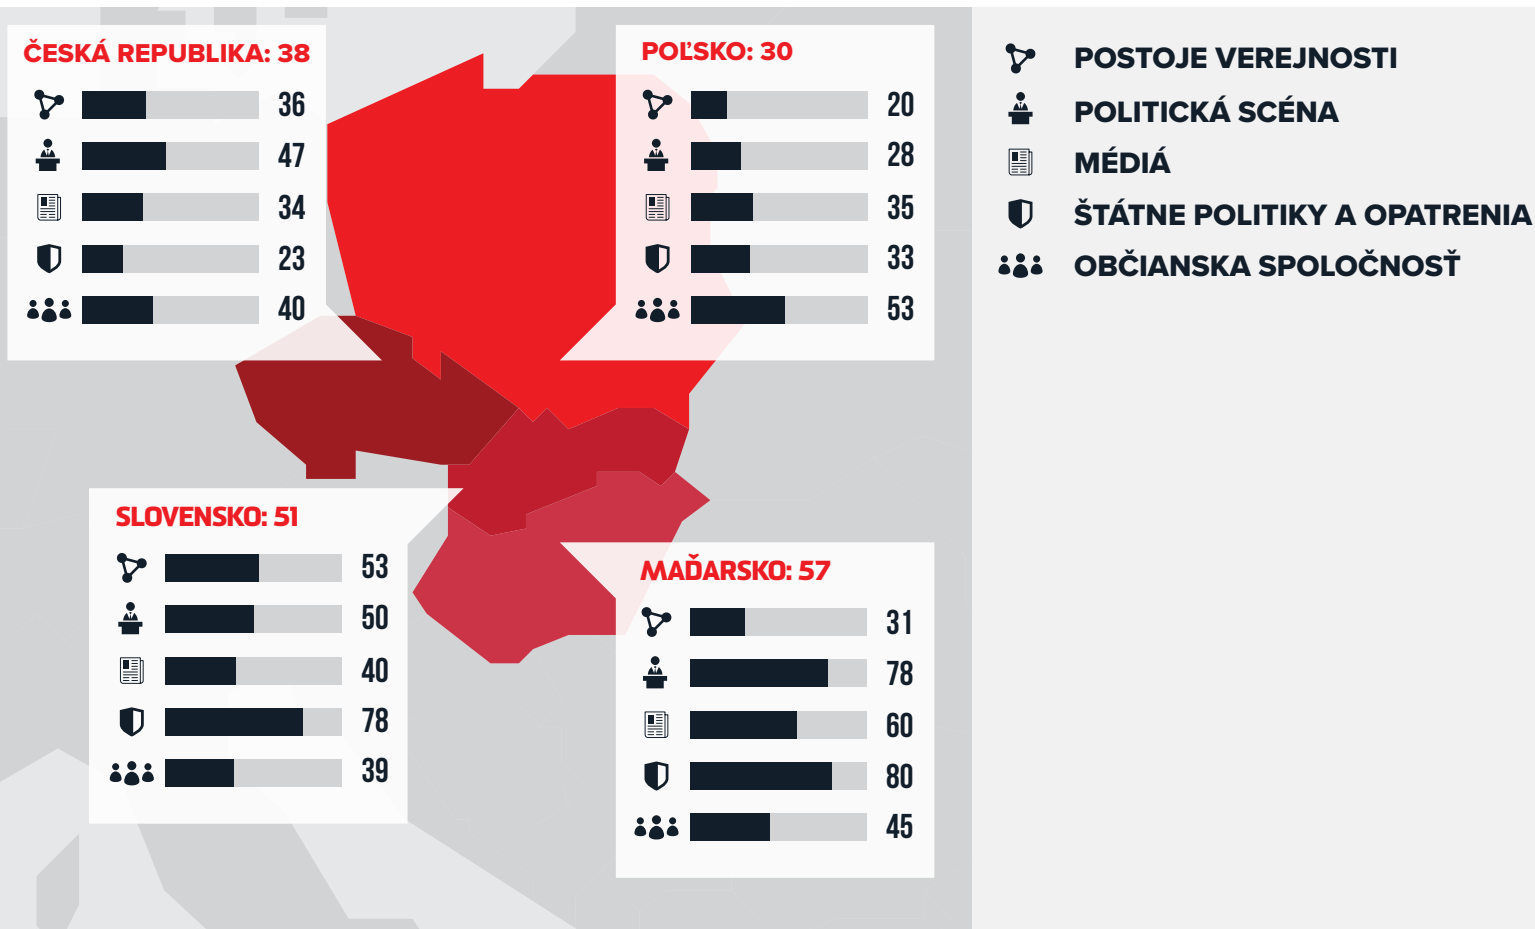 ČESKÁ REPUBLIKA: 38
36
47
34
23
40
POĽSKO: 30
20
28
35
33
53
POSTOJE VEREJNOSTI
POLITICKÁ SCÉNA
MÉDIÁ
ŠTÁTNE POLITIKY A OPATRENIA
OBČIANSKA SPOLOČNOSŤ
SLOVENSKO: 51
53
50
40
78
39
MAĎARSKO: 57
31
78
60
80
45